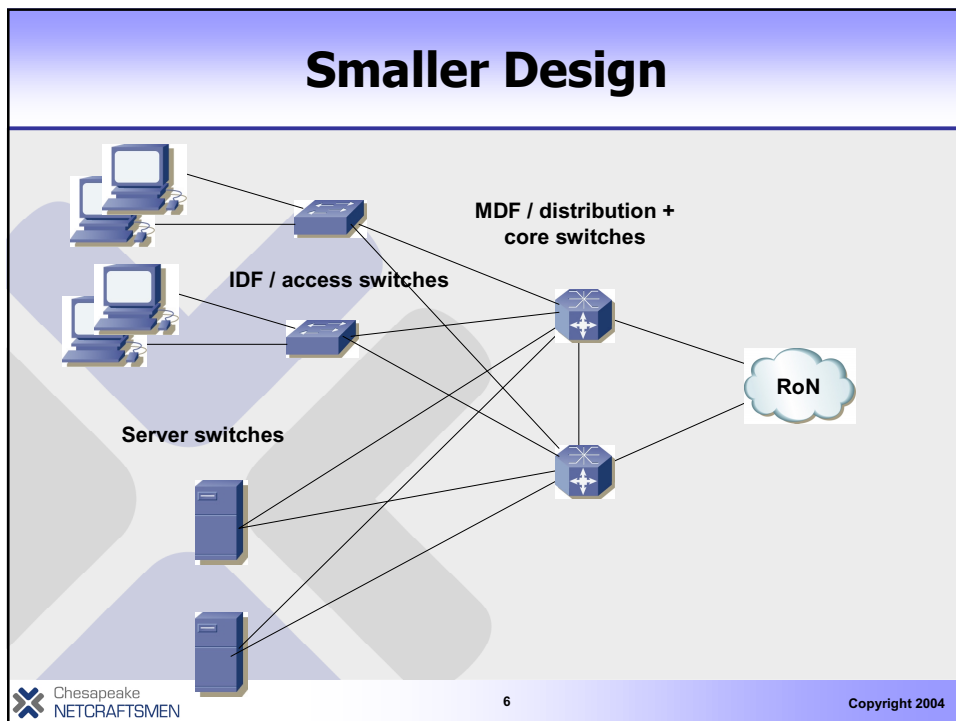 Smaller Design
MDF / distribution +
core switches
IDF / access switches
RoN
Server switches
Chesapeake
NETCRAFTSMEN
6
Copyright 2004